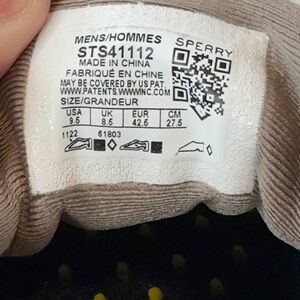 MENS/HOMMES
SPERRY
STS41112
MADE IN CHINA
FABRIQUÉ EN CHINE
MAY BE COVERED BY US PAT
WWW.PATENTS.WWWINC.COM
SIZE/GRANDEUR
USA UK EUR CM
9.5 8.5 42.5 27.5
1122 61803